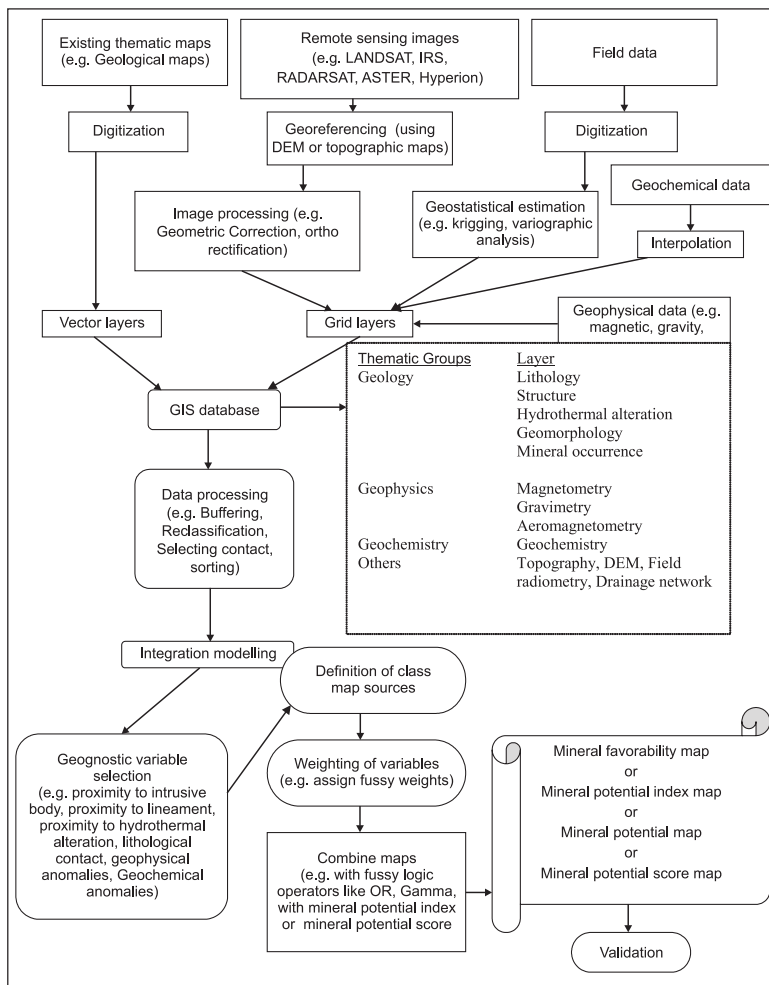 Existing thematic maps
(e.g. Geological maps)
Remote sensing images
(e.g. LANDSAT, IRS,
RADARSAT, ASTER, Hyperion)
Field data
Digitization
Georeferencing (using
DEM or topographic maps)
Digitization
Geochemical data
Image processing (e.g.
Geometric Correction, ortho
rectification)
Geostatistical estimation
(e.g. krigging, variographic
analysis)
Interpolation
Vector layers
Grid layers
Geophysical data (e.g.
magnetic, gravity,
Thematic Groups Layer
Geology Lithology
Structure
Hydrothermal alteration
Geomorphology
Mineral occurrence
Geophysics Magnetometry
Gravimetry
Aeromagnetometry
Geochemistry Geochemistry
Others Topography, DEM, Field
radiometry, Drainage network
GIS database
Data processing
(e.g. Buffering,
Reclassification,
Selecting contact,
sorting)
Integration modelling
Geognostic variable
selection
(e.g. proximity to intrusive
body, proximity to lineament,
proximity to hydrothermal
alteration, lithological
contact, geophysical
anomalies, Geochemical
anomalies)
Definition of class
map sources
Weighting of variables
(e.g. assign fussy weights)
Combine maps
(e.g. with fussy logic
operators like OR, Gamma,
with mineral potential index
or mineral potential score
Mineral favorability map
or
Mineral potential index map
or
Mineral potential map
or
Mineral potential score map
Validation